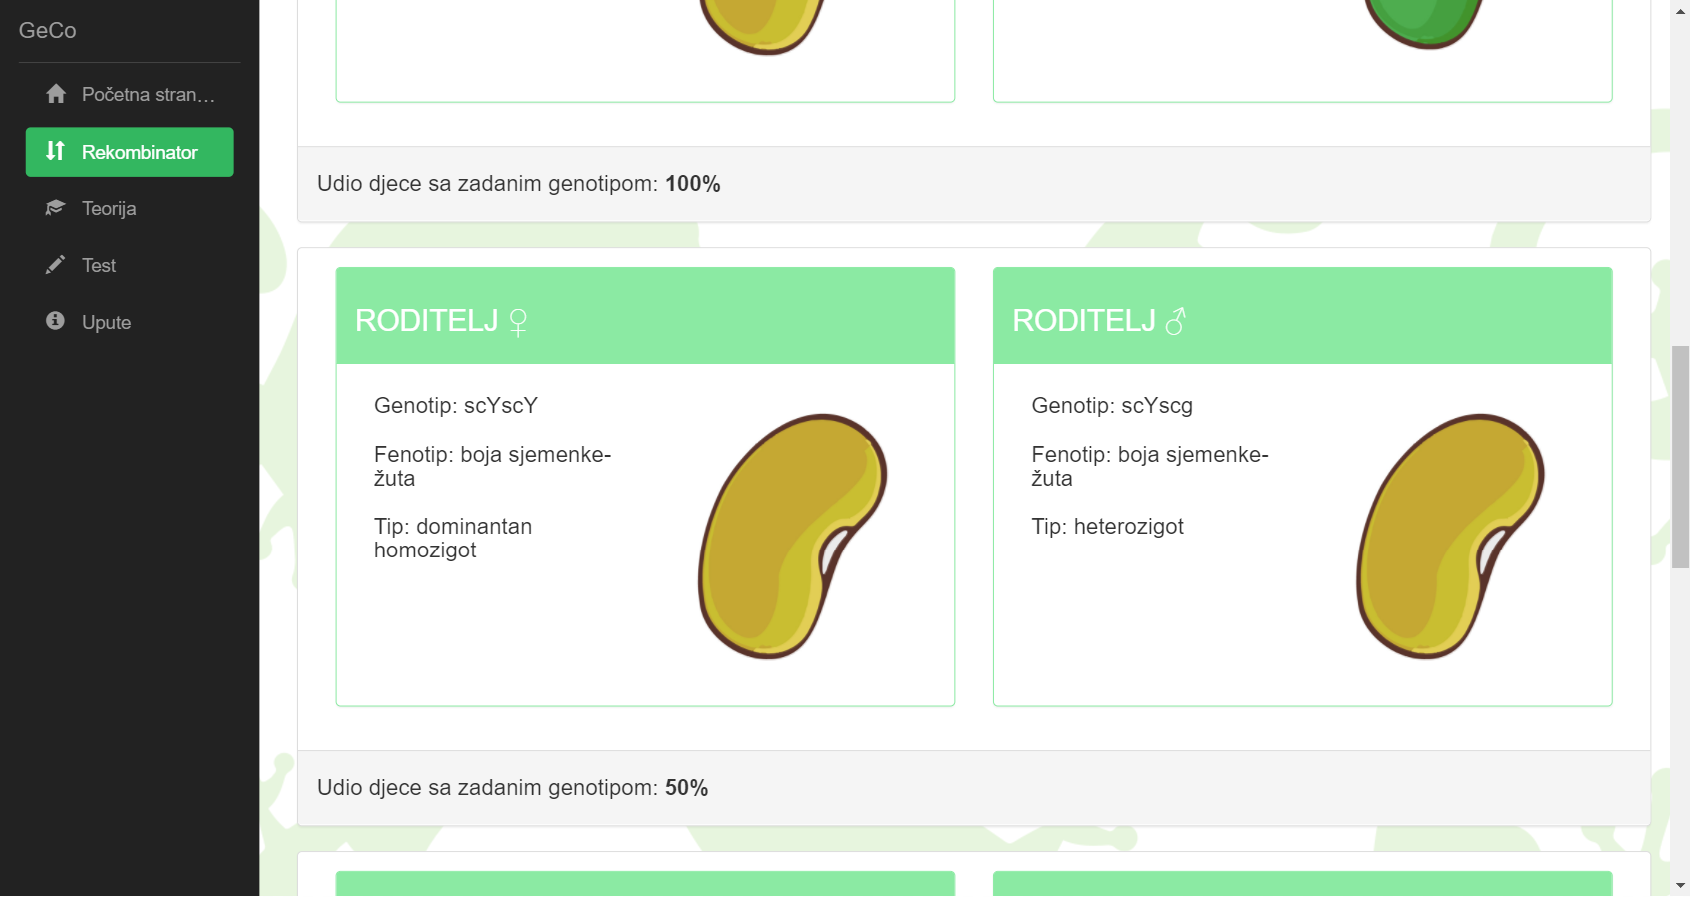 GeCo
Početna stran...
Rekombinator
Teorija
Test
Upute
Udio djece sa zadanim genotipom: 100%
RODITELJ ♀
Genotip: scYscY
Fenotip: boja sjemenke-
žuta
Tip: dominantan
homozigot
RODITELJ ♂
Genotip: scYscg
Fenotip: boja sjemenke-
žuta
Tip: heterozigot
Udio djece sa zadanim genotipom: 50%